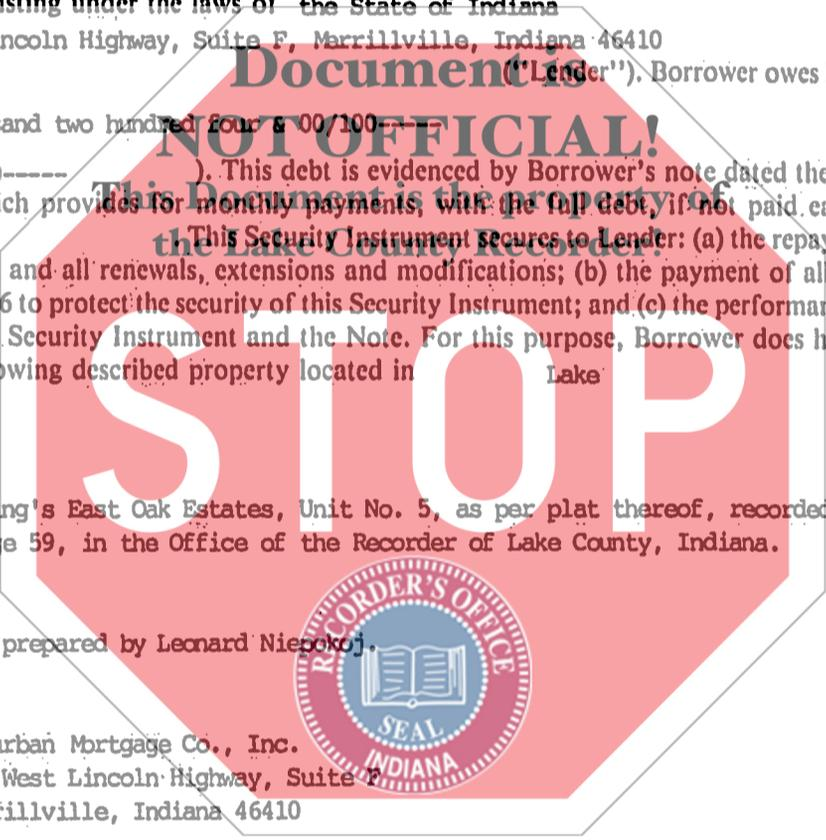 under the laws of the State of Indiana
ncoln Highway, Suite F, Merrillville, Indiana 46410
Document is
("Lender"). Borrower owes
and two hundred four & 00/100-----
NOT OFFICIAL!
-----). This debt is evidenced by Borrower's note dated the
This Document is the property of
ich provides for monthly payments, with the full debt, if not paid ea
the Lake County Recorder!
This Security Instrument secures to Lender: (a) the repay
and all renewals, extensions and modifications; (b) the payment of al
6 to protect the security of this Security Instrument; and (c) the performan
Security Instrument and the Note. For this purpose, Borrower does h
owing described property located in Lake
STOP
ng's East Oak Estates, Unit No. 5, as per plat thereof, recorded
e 59, in the Office of the Recorder of Lake County, Indiana.
RECORDER'S OFFICE
prepared by Leonard Niepokoj.
SEAL
INDIANA
urban Mortgage Co., Inc.
West Lincoln Highway, Suite F
rillville, Indiana 46410